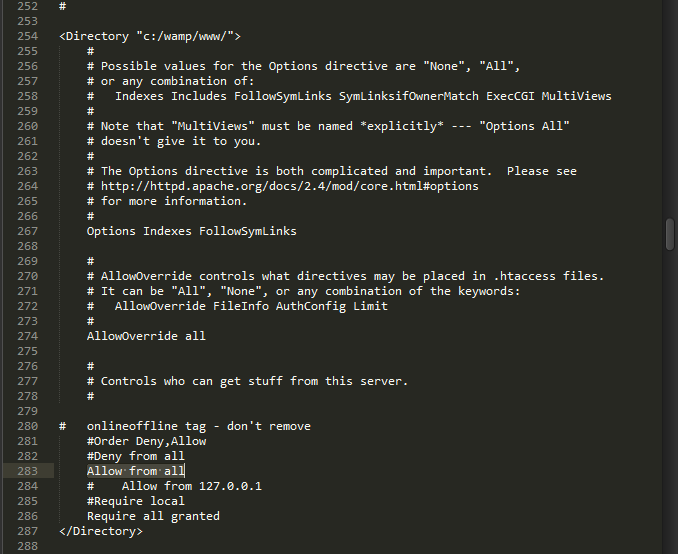 252 #
253
254 <Directory "c:/wamp/www/">
255 #
256 # Possible values for the Options directive are "None", "All",
257 # or any combination of:
258 #   Indexes Includes FollowSymLinks SymLinksifOwnerMatch ExecCGI MultiViews
259 #
260 # Note that "MultiViews" must be named *explicitly* --- "Options All"
261 # doesn't give it to you.
262 #
263 # The Options directive is both complicated and important.  Please see
264 # http://httpd.apache.org/docs/2.4/mod/core.html#options
265 # for more information.
266 #
267 Options Indexes FollowSymLinks
268
269 #
270 # AllowOverride controls what directives may be placed in .htaccess files.
271 # It can be "All", "None", or any combination of the keywords:
272 #   AllowOverride FileInfo AuthConfig Limit
273 #
274 AllowOverride all
275
276 #
277 # Controls who can get stuff from this server.
278 #
279
280 #   onlineoffline tag - don't remove
281 #Order Deny,Allow
282 #Deny from all
283 Allow from all
284 #    Allow from 127.0.0.1
285 #Require local
286 Require all granted
287 </Directory>
288